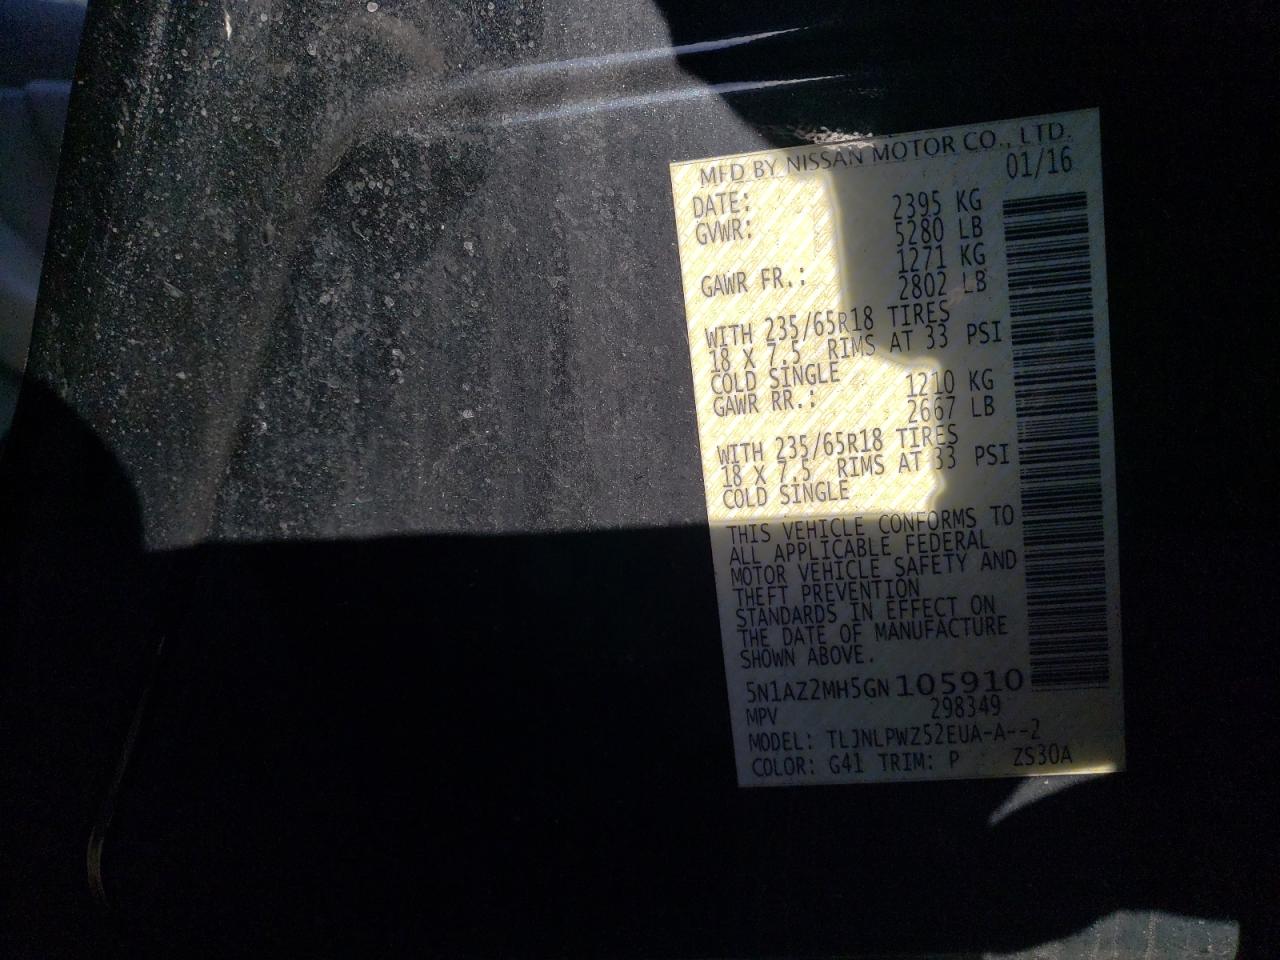 MFD BY NISSAN MOTOR CO., LTD.
DATE: 01/16
GVWR: 2395 KG
5280 LB
GAWR FR.: 1271 KG
2802 LB
WITH 235/65R18 TIRES
18 X 7.5 RIMS AT 33 PSI
COLD SINGLE
GAWR RR.: 1210 KG
2667 LB
WITH 235/65R18 TIRES
18 X 7.5 RIMS AT 33 PSI
COLD SINGLE
THIS VEHICLE CONFORMS TO
ALL APPLICABLE FEDERAL
MOTOR VEHICLE SAFETY AND
THEFT PREVENTION
STANDARDS IN EFFECT ON
THE DATE OF MANUFACTURE
SHOWN ABOVE.
5N1AZ2MH5GN105910
MPV 298349
MODEL: TLJNLPWZ52EUA-A--2
COLOR: G41 TRIM: P ZS30A